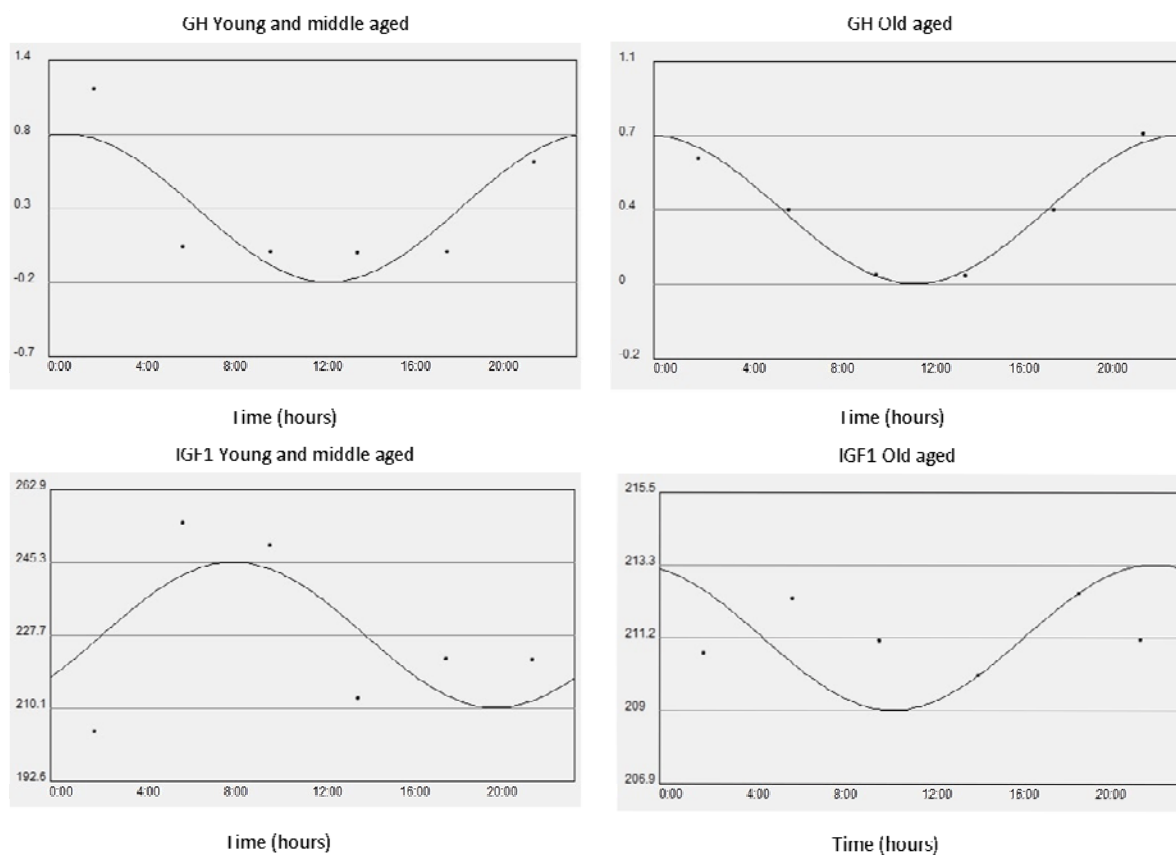 GH Young and middle aged
1.4
0.8
0.3
-0.2
-0.7
0:00 4:00 8:00 12:00 16:00 20:00
Time (hours)
GH Old aged
1.1
0.7
0.4
0
-0.2
0:00 4:00 8:00 12:00 16:00 20:00
Time (hours)
IGF1 Young and middle aged
262.9
245.3
227.7
210.1
192.6
0:00 4:00 8:00 12:00 16:00 20:00
Time (hours)
IGF1 Old aged
215.5
213.3
211.2
209
206.9
0:00 4:00 8:00 12:00 16:00 20:00
Time (hours)